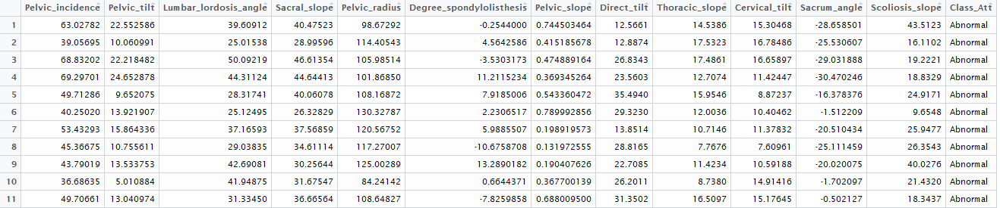 Pelvic_incidence Pelvic_tilt Lumbar_lordosis_angle Sacral_slope Pelvic_radius Degree_spondylolisthesis Pelvic_slope Direct_tilt Thoracic_slope Cervical_tilt Sacrum_angle Scoliosis_slope Class_Att
1 63.02782 22.552586 39.60912 40.47523 98.67292 -0.2544000 0.744503464 12.5661 14.5386 15.30468 -28.658501 43.5123 Abnormal
2 39.05695 10.060991 25.01538 28.99596 114.40543 4.5642586 0.415185678 12.8874 17.5323 16.78486 -25.530607 16.1102 Abnormal
3 68.83202 22.218482 50.09219 46.61354 105.98514 -3.5303173 0.474889164 26.8343 17.4861 16.65897 -29.031888 19.2221 Abnormal
4 69.29701 24.652878 44.31124 44.64413 101.86850 11.2115234 0.369345264 23.5603 12.7074 11.42447 -30.470246 18.8329 Abnormal
5 49.71286 9.652075 28.31741 40.06078 108.16872 7.9185006 0.543360472 35.4940 15.9546 8.87237 -16.378376 24.9171 Abnormal
6 40.25020 13.921907 25.12495 26.32829 130.32787 2.2306517 0.789992856 29.3230 12.0036 10.40462 -1.512209 9.6548 Abnormal
7 53.43293 15.864336 37.16593 37.56859 120.56752 5.9885507 0.198919573 13.8514 10.7146 11.37832 -20.510434 25.9477 Abnormal
8 45.36675 10.755611 29.03835 34.61114 117.27007 -10.6758708 0.131972555 28.8165 7.7676 7.60961 -25.111459 26.3543 Abnormal
9 43.79019 13.533753 42.69081 30.25644 125.00289 13.2890182 0.190407626 22.7085 11.4234 10.59188 -20.020075 40.0276 Abnormal
10 36.68635 5.010884 41.94875 31.67547 84.24142 0.6644371 0.367700139 26.2011 8.7380 14.91416 -1.702097 21.4320 Abnormal
11 49.70661 13.040974 31.33450 36.66564 108.64827 -7.8259858 0.688009500 31.3502 16.5097 15.17645 -0.502127 18.3437 Abnormal